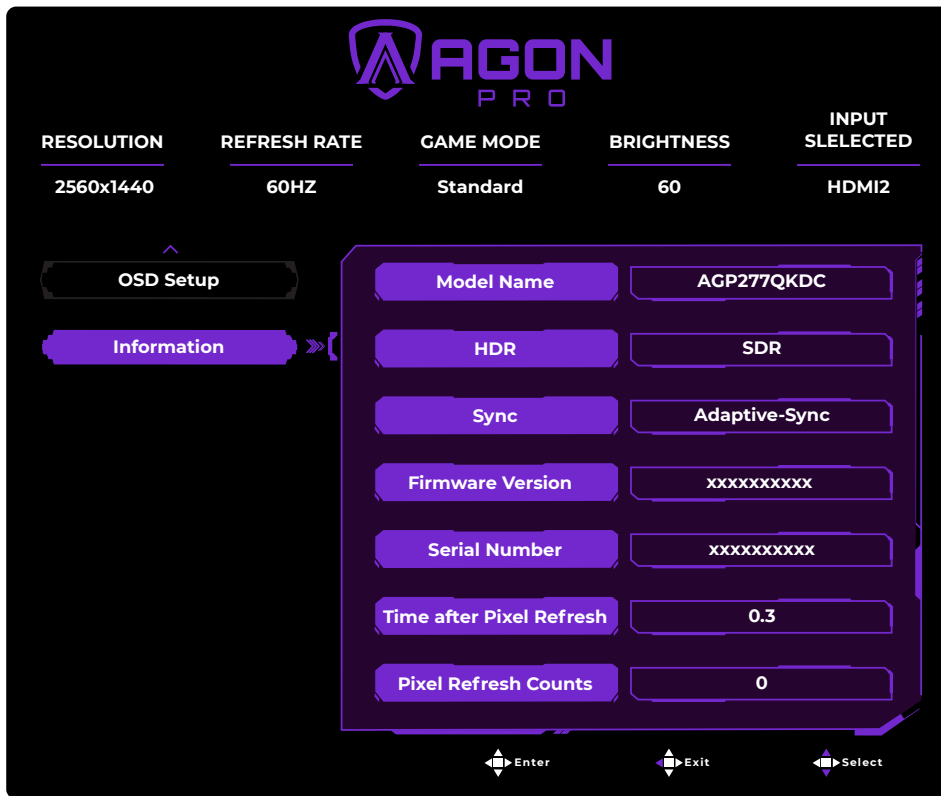 AGON
PRO
RESOLUTION
2560x1440
REFRESH RATE
60HZ
GAME MODE
Standard
BRIGHTNESS
60
INPUT
SLELECTED
HDMI2
OSD Setup
Information
Model Name
AGP277QKDC
HDR
SDR
Sync
Adaptive-Sync
Firmware Version
xxxxxxxxxx
Serial Number
xxxxxxxxxx
Time after Pixel Refresh
0.3
Pixel Refresh Counts
0
Enter
Exit
Select